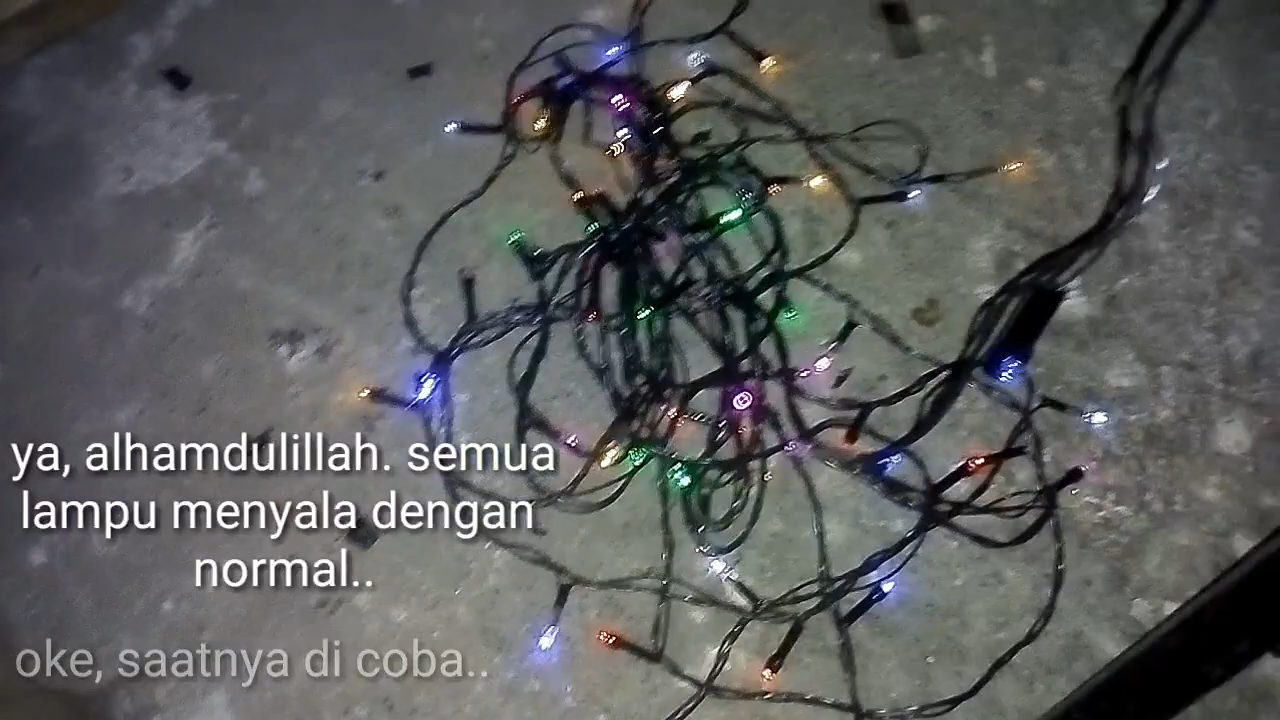 ya, alhamdulillah. semua
lampu menyala dengan
normal..
oke, saatnya di coba..